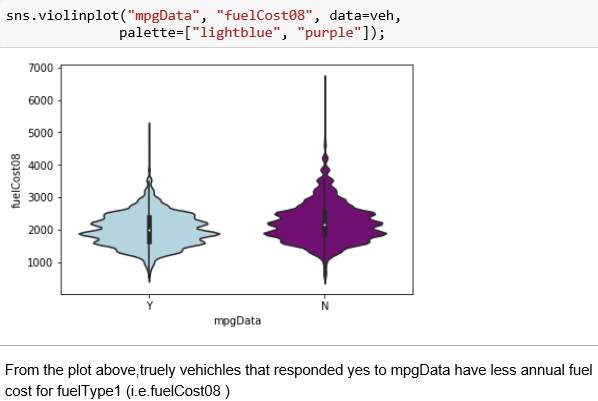 sns.violinplot("mpgData", "fuelCost08", data=veh,
palette=["lightblue", "purple"]);
7000
6000
5000
4000
3000
2000
1000
fuelCost08
Y
N
mpgData
From the plot above,truely vehichles that responded yes to mpgData have less annual fuel
cost for fuelType1 (i.e.fuelCost08 )